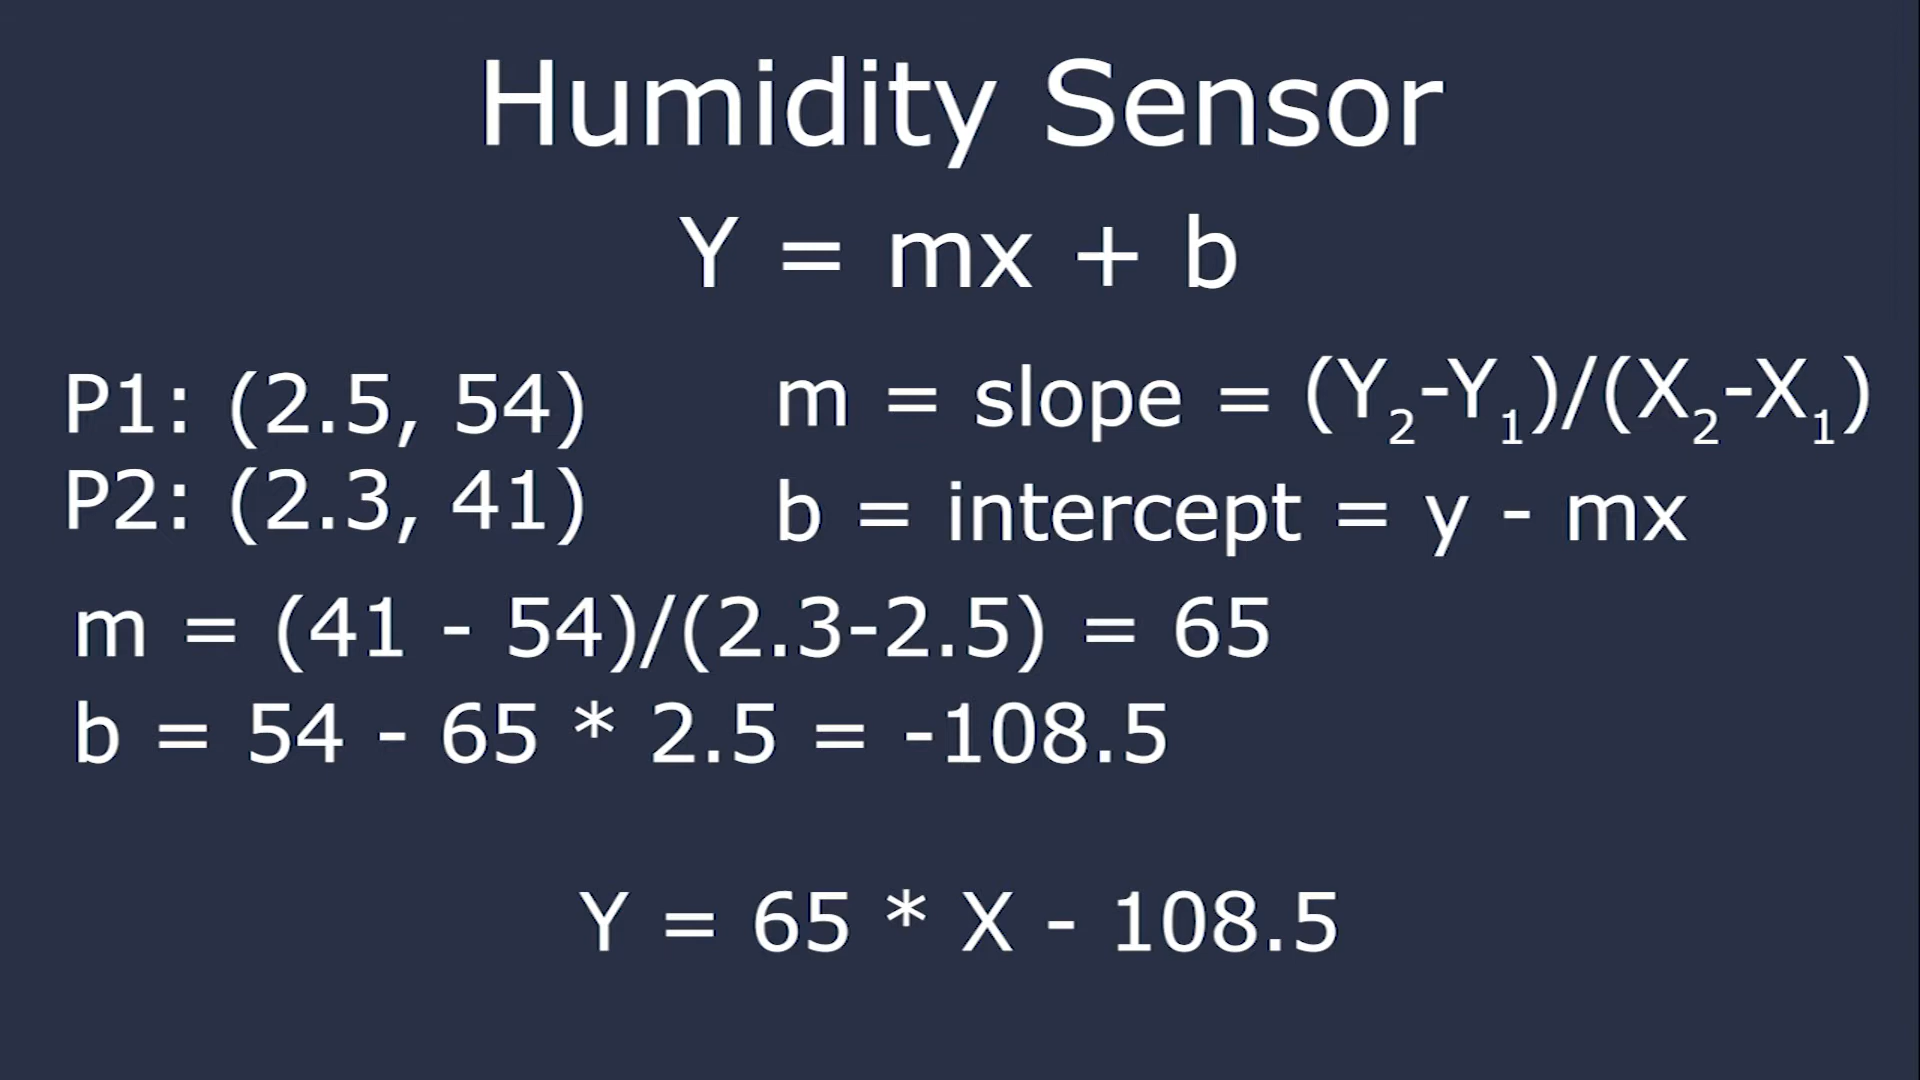 Humidity Sensor
Y = mx + b
P1: (2.5, 54)
P2: (2.3, 41)
m = slope = (Y₂-Y₁)/(X₂-X₁)
b = intercept = y - mx
m = (41 - 54)/(2.3-2.5) = 65
b = 54 - 65 * 2.5 = -108.5
Y = 65 * X - 108.5